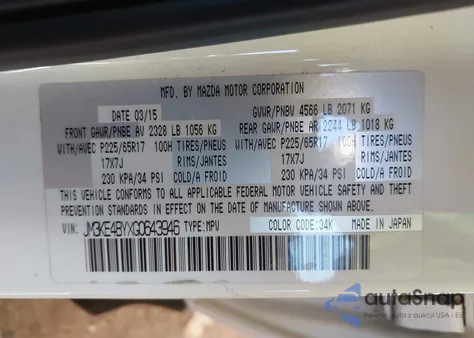 MFD. BY MAZDA MOTOR CORPORATION
DATE 03/15 GVWR/PNBV 4566 LB 2071 KG
FRONT GAWR/PNBE AV 2328 LB 1056 KG REAR GAWR/PNBE AR 2244 LB 1018 KG
WITH/AVEC P225/65R17 100H TIRES/PNEUS WITH/AVEC P225/65R17 100H TIRES/PNEUS
17X7J RIMS/JANTES 17X7J RIMS/JANTES
230 KPA/34 PSI COLD/A FROID 230 KPA/34 PSI COLD/A FROID
THIS VEHICLE CONFORMS TO ALL APPLICABLE FEDERAL MOTOR VEHICLE SAFETY AND THEFT
PREVENTION STANDARDS IN EFFECT ON THE DATE OF MANUFACTURE SHOWN ABOVE.
VIN: JM3KE4BYXG0643946 TYPE:MPV COLOR CODE:34K MADE IN JAPAN
autoSnap
Pewne auto z aukcji USA i EU